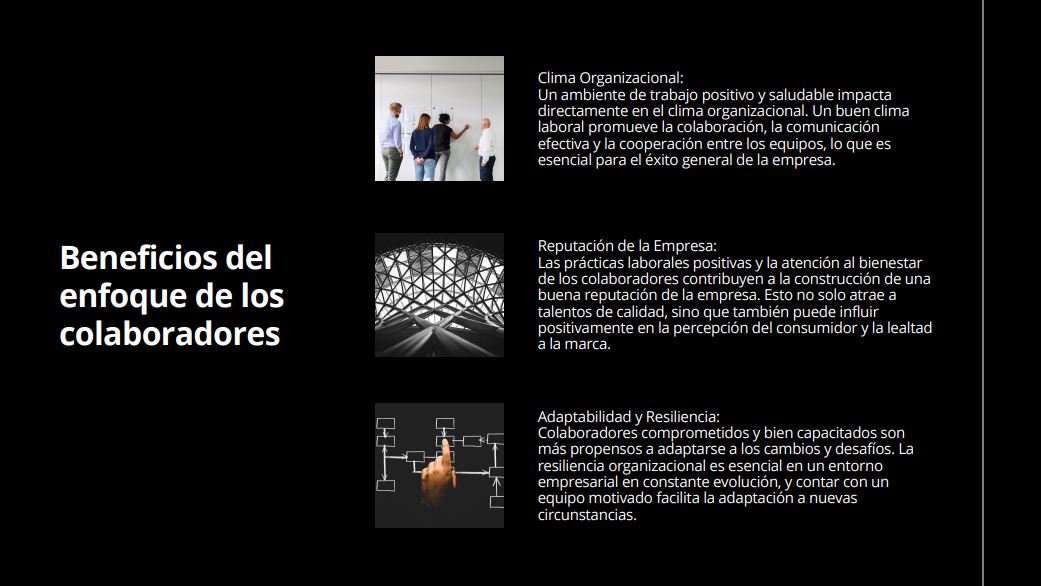 Beneficios del
enfoque de los
colaboradores
Clima Organizacional:
Un ambiente de trabajo positivo y saludable impacta
directamente en el clima organizacional. Un buen clima
laboral promueve la colaboración, la comunicación
efectiva y la cooperación entre los equipos, lo que es
esencial para el éxito general de la empresa.
Reputación de la Empresa:
Las prácticas laborales positivas y la atención al bienestar
de los colaboradores contribuyen a la construcción de una
buena reputación de la empresa. Esto no solo atrae a
talentos de calidad, sino que también puede influir
positivamente en la percepción del consumidor y la lealtad
a la marca.
Adaptabilidad y Resiliencia:
Colaboradores comprometidos y bien capacitados son
más propensos a adaptarse a los cambios y desafíos. La
resiliencia organizacional es esencial en un entorno
empresarial en constante evolución, y contar con un
equipo motivado facilita la adaptación a nuevas
circunstancias.